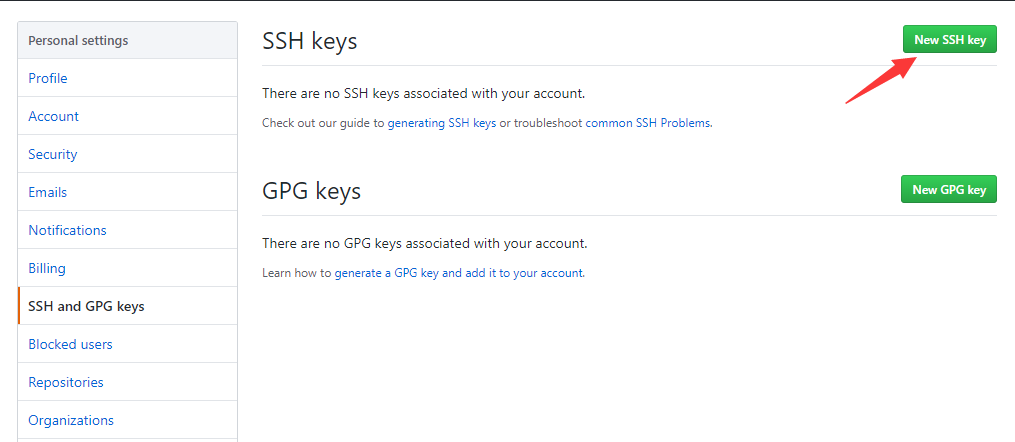 Personal settings
Profile
Account
Security
Emails
Notifications
Billing
SSH and GPG keys
Blocked users
Repositories
Organizations
SSH keys
New SSH key
There are no SSH keys associated with your account.
Check out our guide to generating SSH keys or troubleshoot common SSH Problems.
GPG keys
New GPG key
There are no GPG keys associated with your account.
Learn how to generate a GPG key and add it to your account.